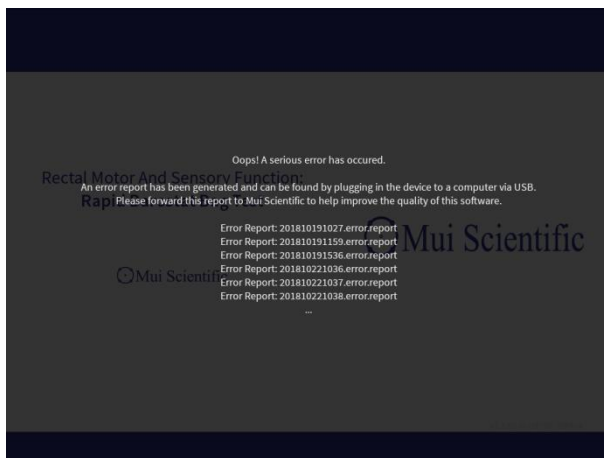 Oops! A serious error has occured.
Rectal Motor And Sensory Function:
An error report has been generated and can be found by plugging in the device to a computer via USB.
Rapid Barostat Bag Test
Please forward this report to Mui Scientific to help improve the quality of this software.
Error Report: 201810191027.error.report
Error Report: 201810191159.error.report
Mui Scientific
Error Report: 201810191536.error.report
Error Report: 201810221036.error.report
Mui Scientific
Error Report: 201810221037.error.report
Error Report: 201810221038.error.report
...